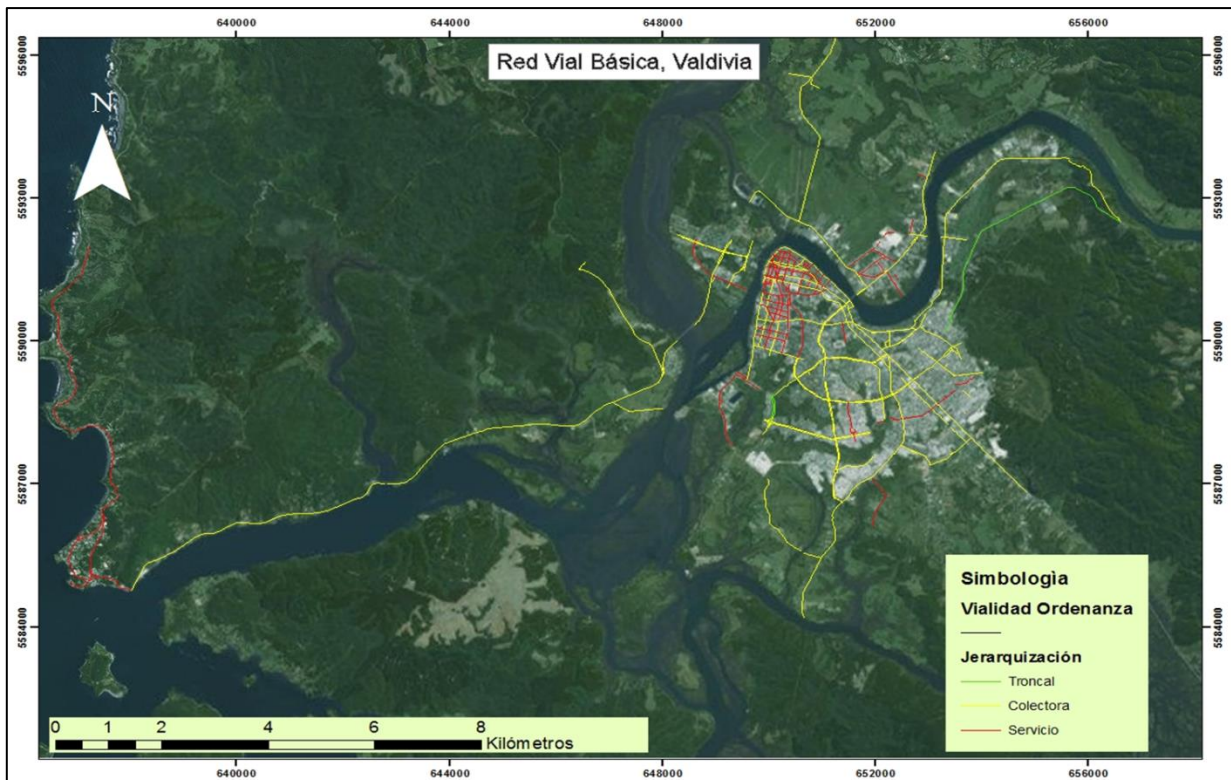 640000 644000 648000 652000 656000
Red Vial Básica, Valdivia
N
5596000 5596000
5593000 5593000
5590000 5590000
5587000 5587000
5584000 5584000
Simbologìa
Vialidad Ordenanza
Jerarquización
Troncal
Colectora
Servicio
0 1 2 4 6 8
Kilómetros
640000 644000 648000 652000 656000